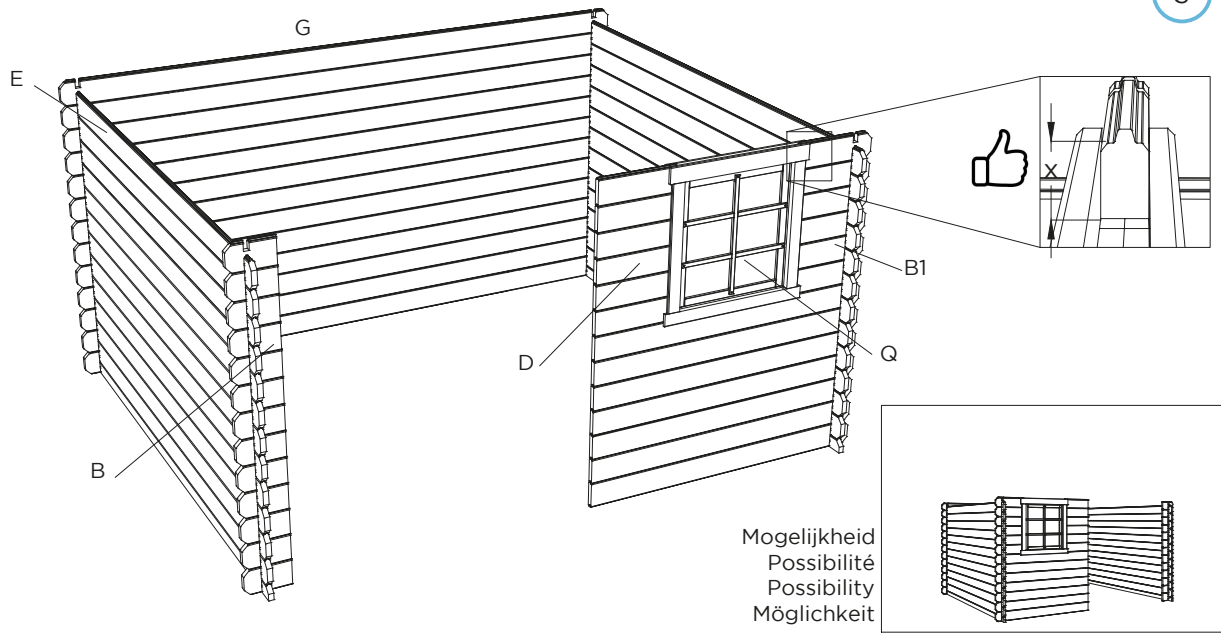 G
E
X
B1
D
Q
B
Mogelijkheid
Possibilité
Possibility
Möglichkeit